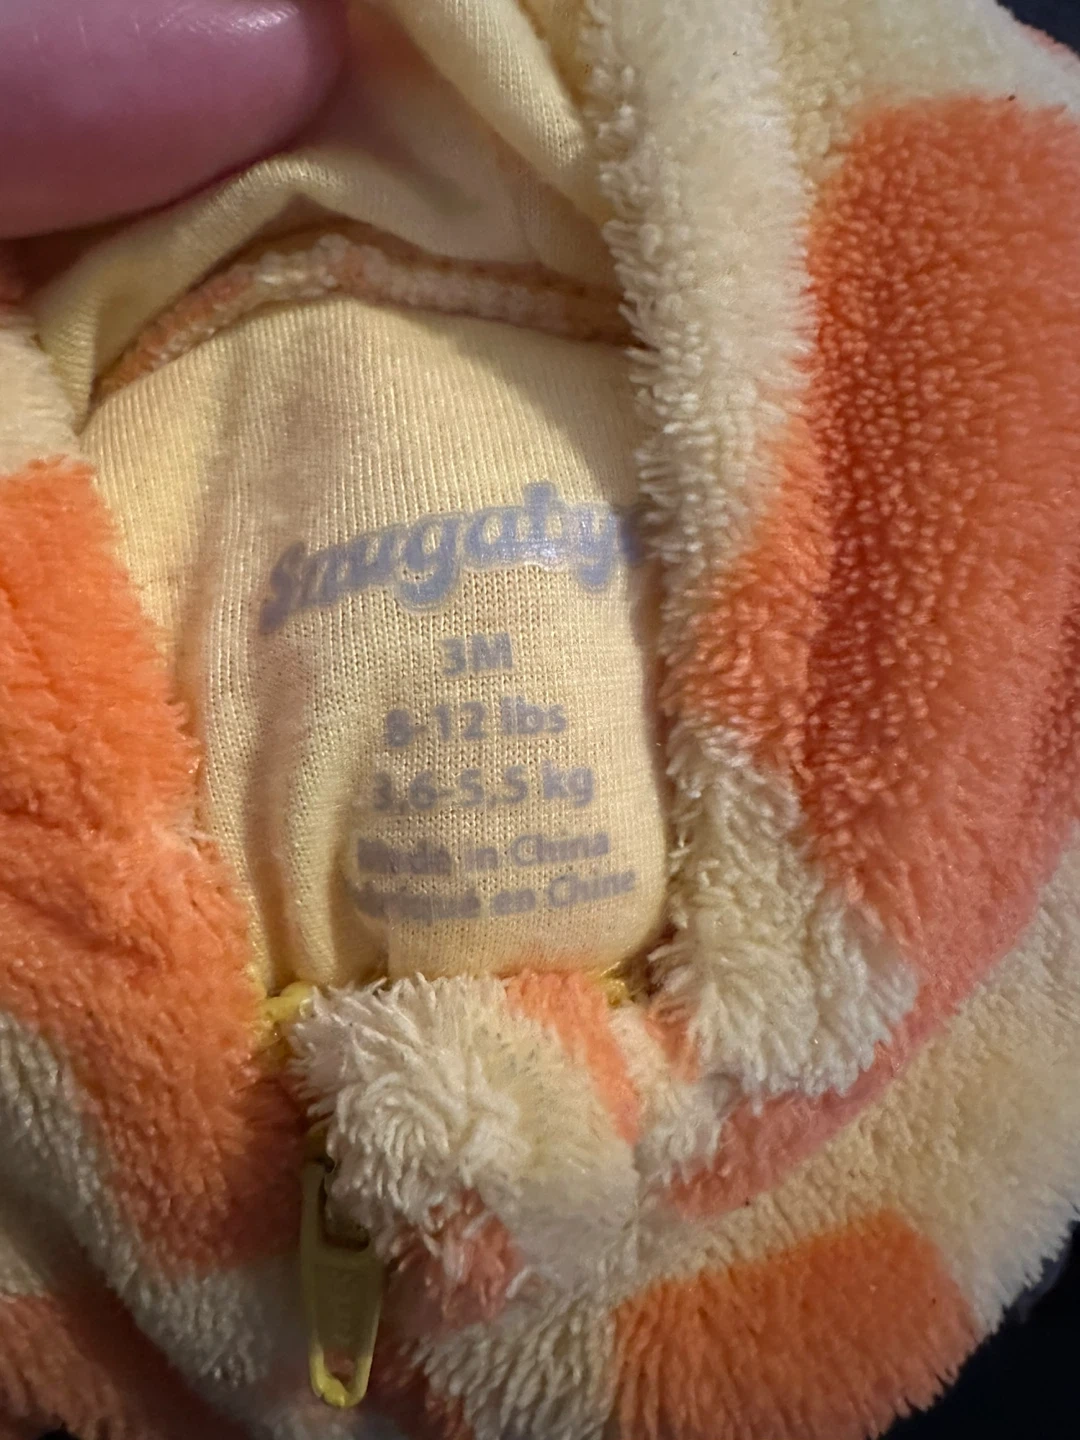 Snugabye
3M
8-12 lbs
3,6-5,5 kg
Made in China
Fabriqué en Chine